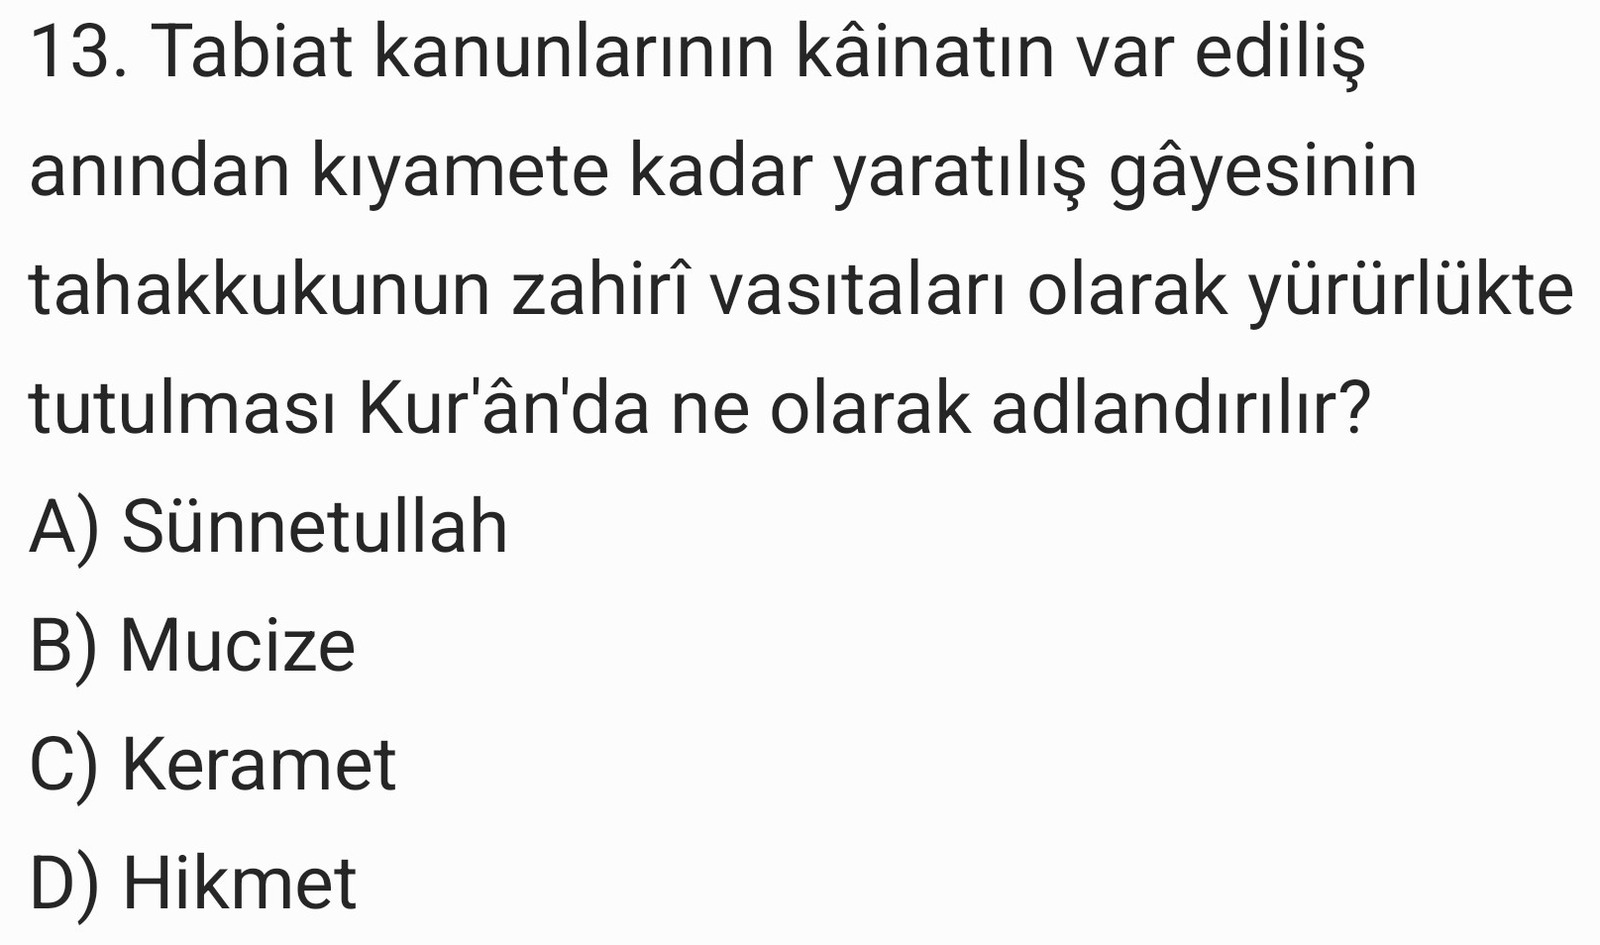 13. Tabiat kanunlarının kâinatın var ediliş
anından kıyamete kadar yaratılış gâyesinin
tahakkukunun zahirî vasıtaları olarak yürürlükte
tutulması Kur'ân'da ne olarak adlandırılır?
A) Sünnetullah
B) Mucize
C) Keramet
D) Hikmet